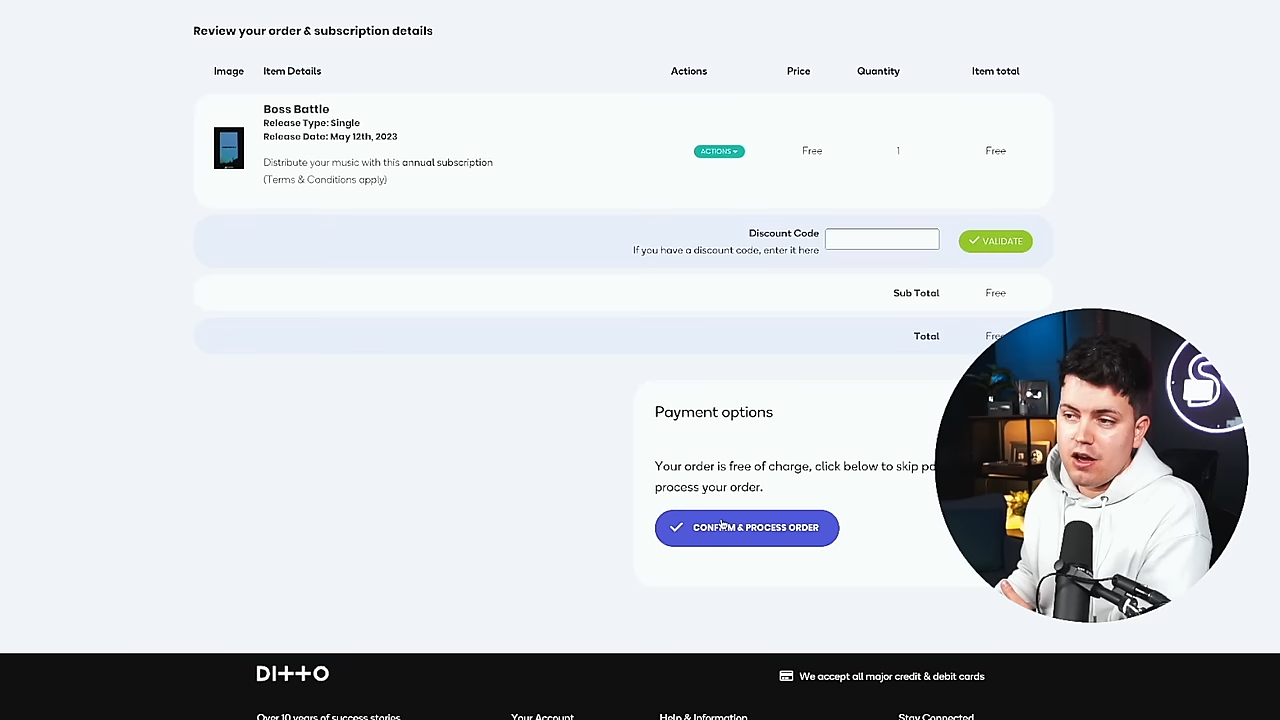 Review your order & subscription details
Image Item Details Actions Price Quantity Item total
Boss Battle
Release Type: Single
Release Date: May 12th, 2023
Distribute your music with this annual subscription
(Terms & Conditions apply)
ACTIONS
Free 1 Free
Discount Code
If you have a discount code, enter it here
VALIDATE
Sub Total Free
Total Free
Payment options
Your order is free of charge, click below to skip
process your order.
CONFIRM & PROCESS ORDER
DITTO
We accept all major credit & debit cards
Over 10 years of success stories Your Account Help & Information Stay Connected